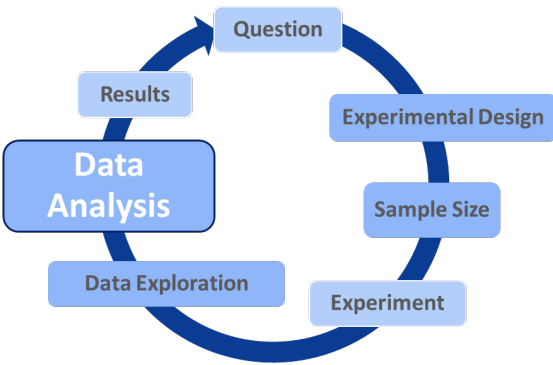 Question
Experimental Design
Sample Size
Experiment
Data Exploration
Data
Analysis
Results